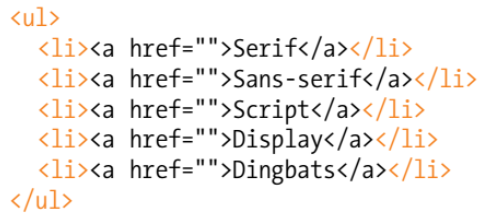 <ul>
<li><a href="">Serif</a></li>
<li><a href="">Sans-serif</a></li>
<li><a href="">Script</a></li>
<li><a href="">Display</a></li>
<li><a href="">Dingbats</a></li>
</ul>